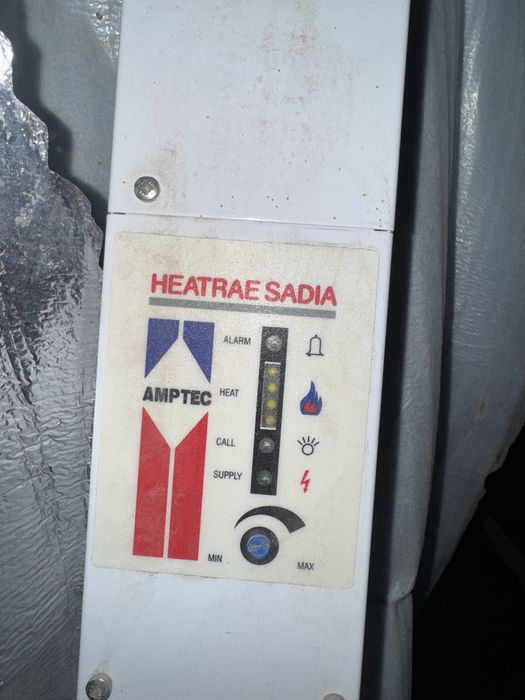 HEATRAE SADIA
ALARM
AMPTEC
HEAT
CALL
SUPPLY
MIN
MAX